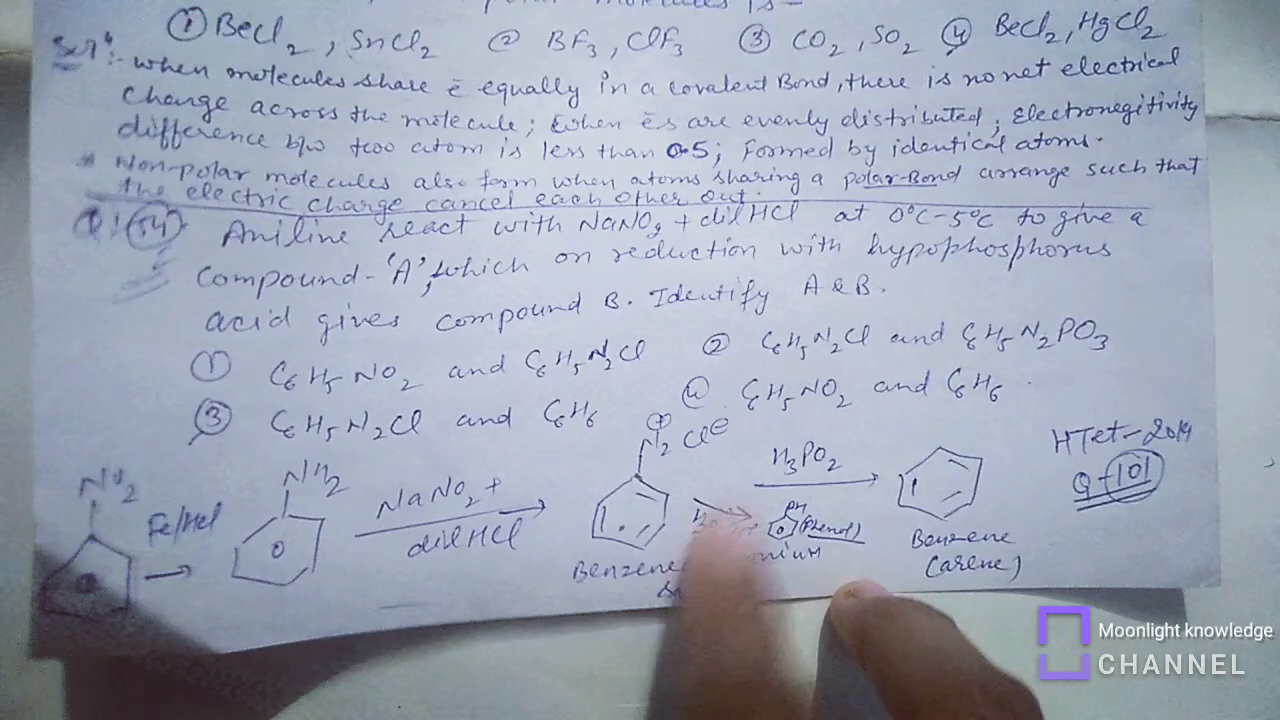 polar molecules is-
① BeCl2, SnCl2 ② BF3, ClF3 ③ CO2, SO2 ④ BeCl2, HgCl2
when molecules share ē equally in a covalent Bond, there is no net electrical
Charge across the molecule; When ēs are evenly distributed; Electronegitivity
difference b/w two atom is less than 0.5; Formed by identical atoms.
* Non-polar molecules also form when atoms sharing a polar-Bond arrange such that
the electric charge cancel each other out.
Aniline react with NaNO2 + dil HCl at 0°C-5°C to give a
compound-'A', which on reduction with hypophosphorus
acid gives compound B. Identify A & B.
① C6H5NO2 and C6H5N2Cl ② C6H5N2Cl and C6H5N2PO3
③ C6H5N2Cl and C6H6 ④ C6H5NO2 and C6H6.
HTet-2019
Q-101
NO2 Fe/HCl NH2 NaNO2+ dil HCl N2⊕ Cl⊖ H3PO2
OH (Phenol)
Benzene
Benzene
(arene)
Moonlight knowledge
CHANNEL